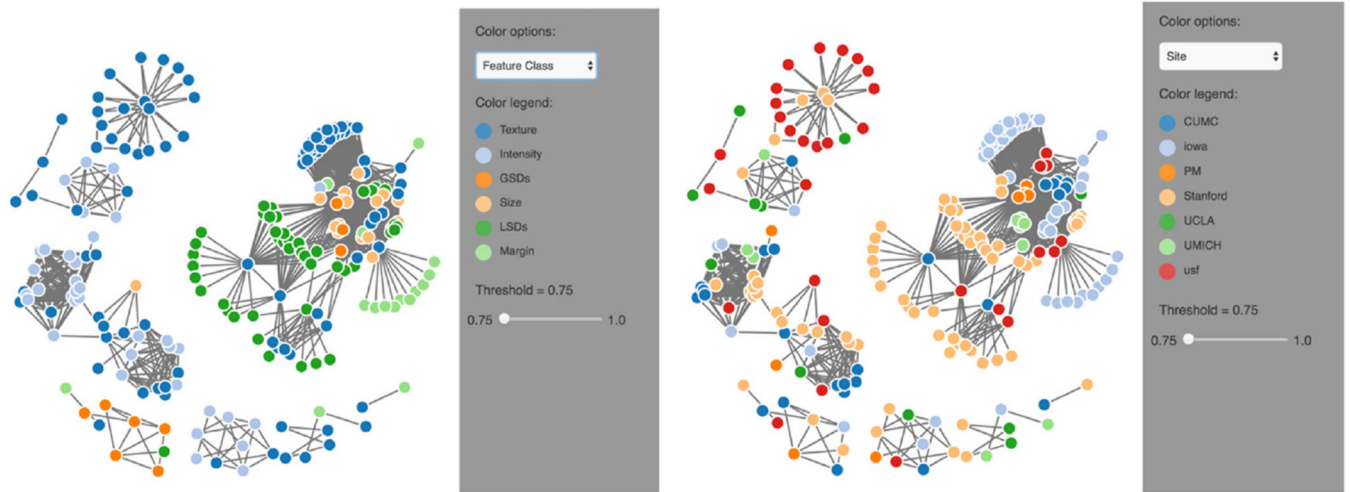 Color options:
Feature Class
Color legend:
Texture
Intensity
GSDs
Size
LSDs
Margin
Threshold = 0.75
0.75 1.0
Color options:
Site
Color legend:
CUMC
iowa
PM
Stanford
UCLA
UMICH
usf
Threshold = 0.75
0.75 1.0